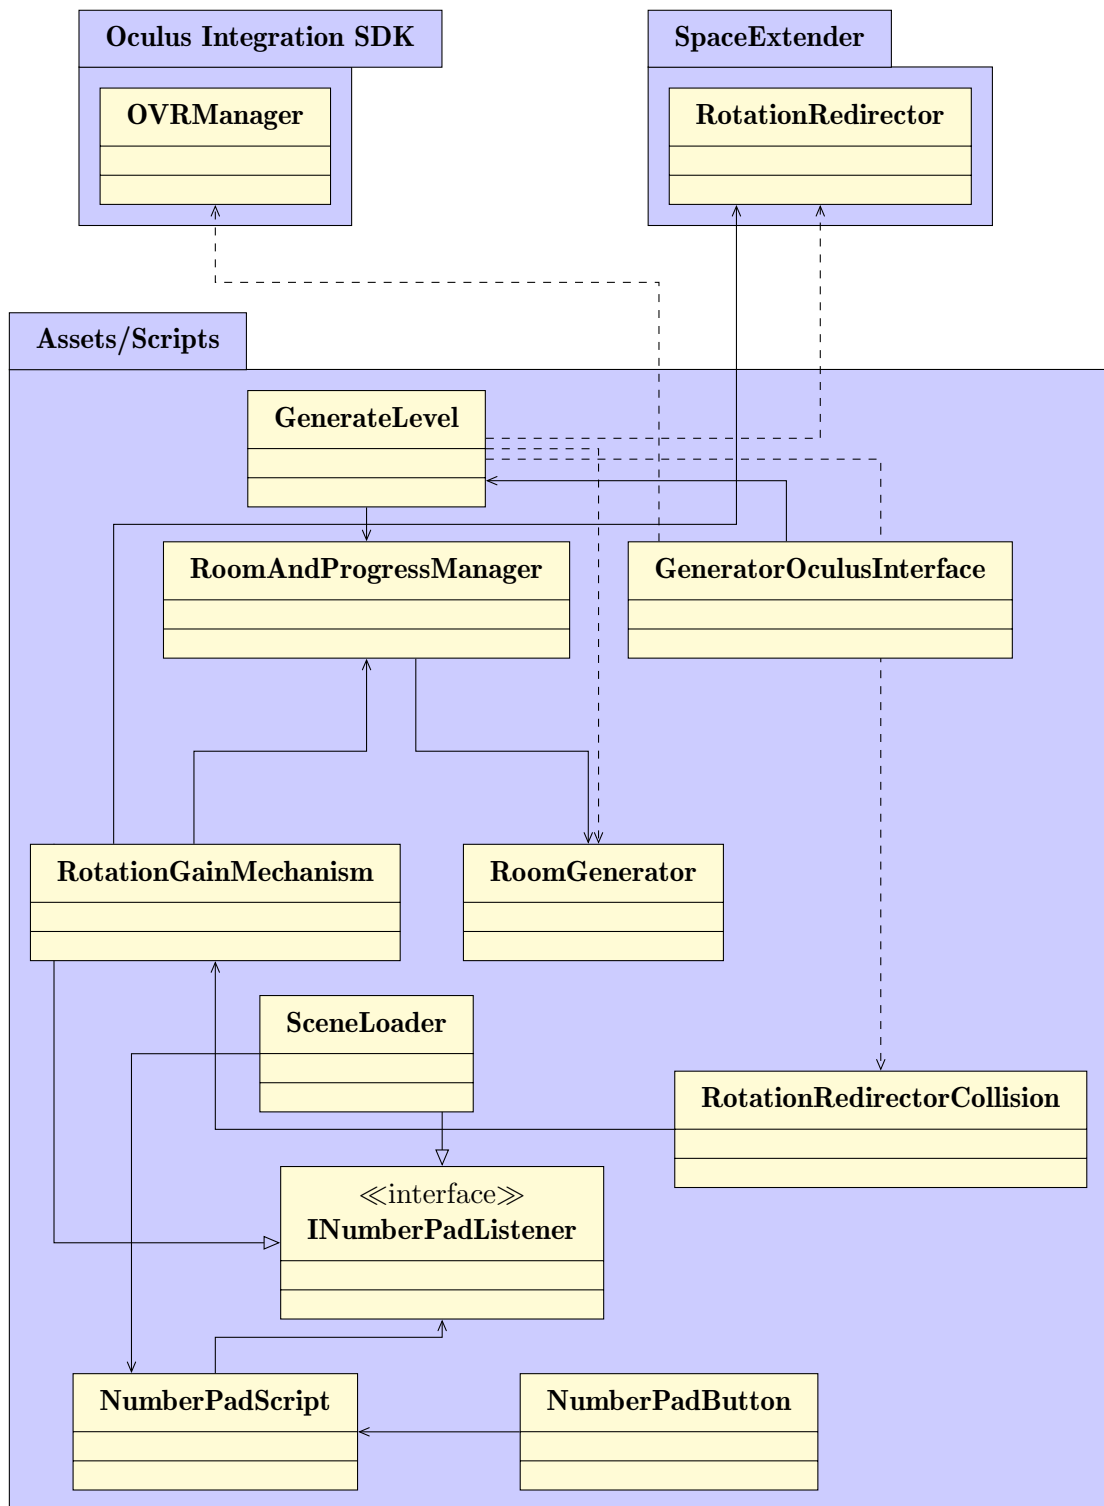 Oculus Integration SDK
OVRManager
SpaceExtender
RotationRedirector
Assets/Scripts
GenerateLevel
RoomAndProgressManager
GeneratorOculusInterface
RotationGainMechanism
RoomGenerator
SceneLoader
RotationRedirectorCollision
≪interface≫
INumberPadListener
NumberPadScript
NumberPadButton